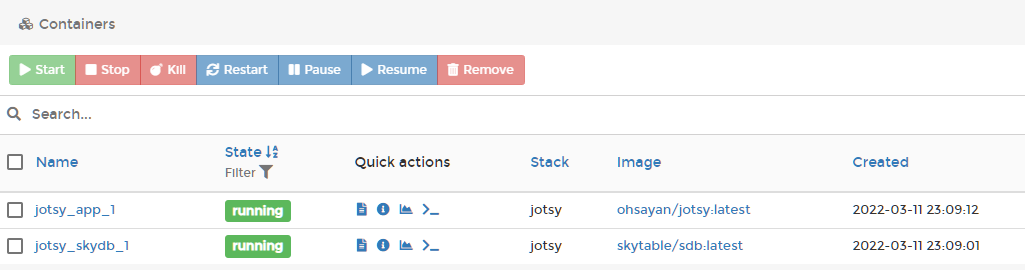 Containers
Start Stop Kill Restart Pause Resume Remove
Search...
Name State Quick actions Stack Image Created
Filter
jotsy_app_1 running jotsy ohsayan/jotsy:latest 2022-03-11 23:09:12
jotsy_skydb_1 running jotsy skytable/sdb:latest 2022-03-11 23:09:01